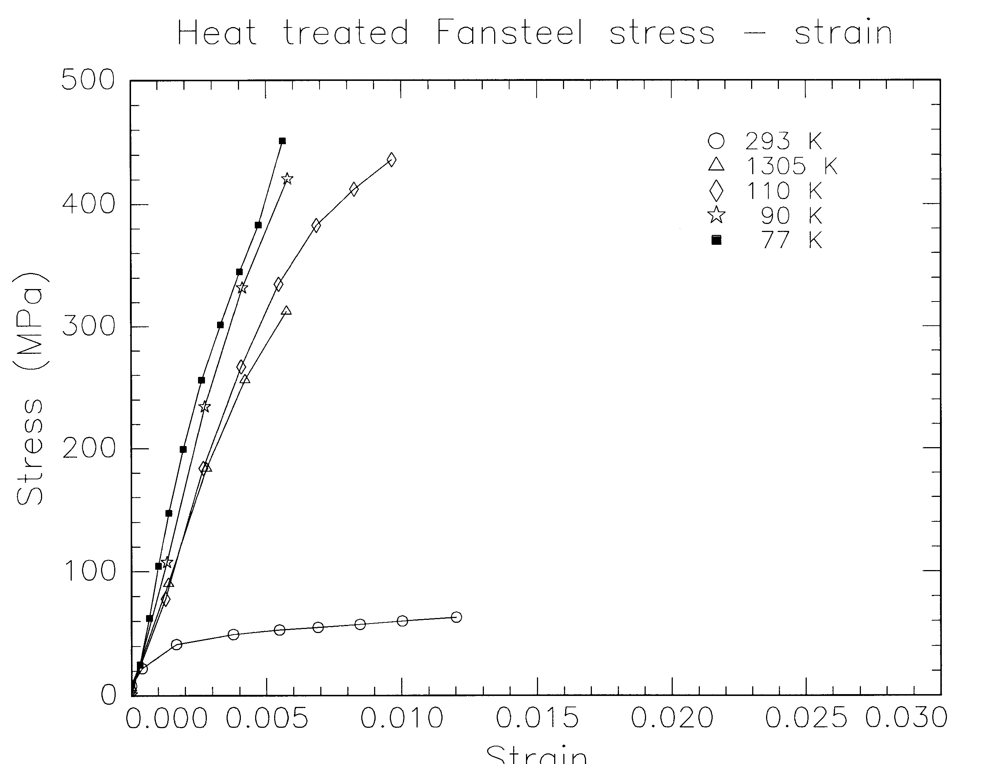 Heat treated Fansteel stress – strain
500
400
300
200
100
0
Stress (MPa)
293 K
1305 K
110 K
90 K
77 K
0.000 0.005 0.010 0.015 0.020 0.025 0.030
Strain